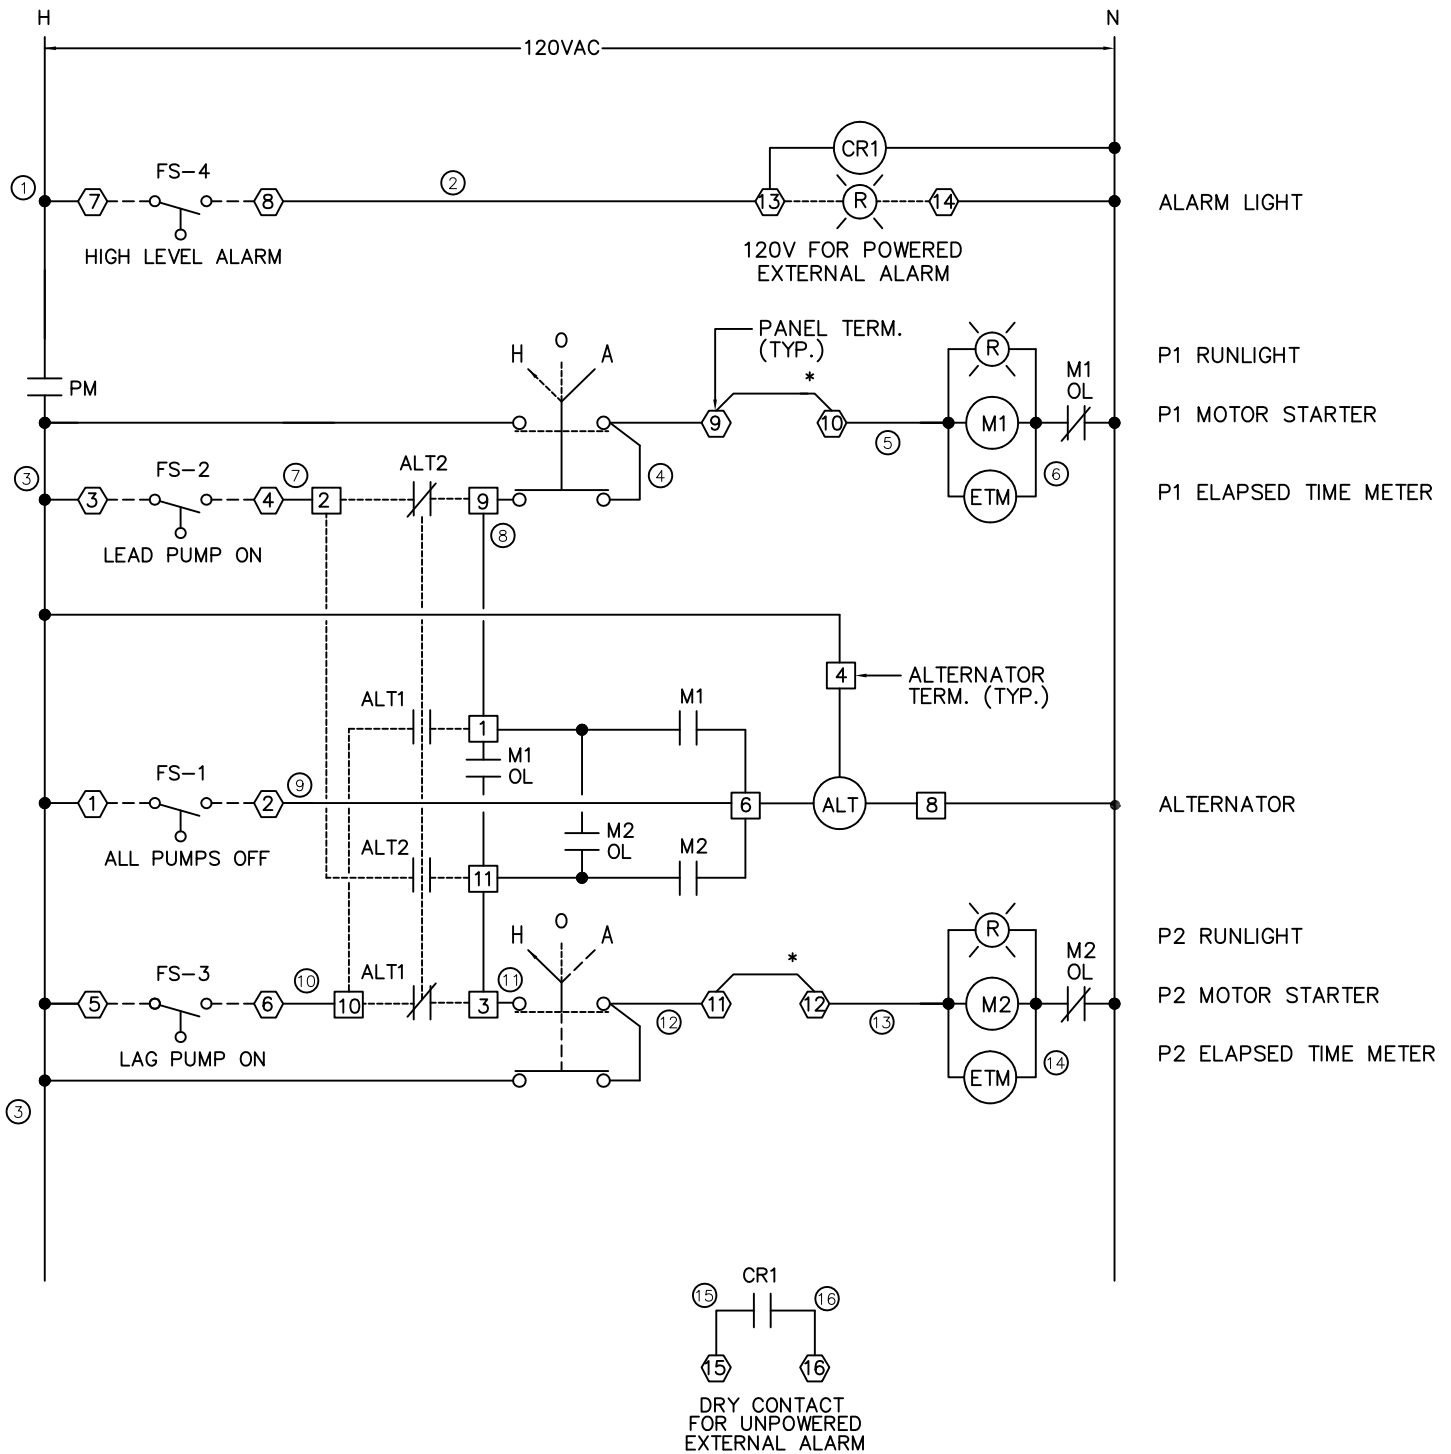 H
N
120VAC
CR1
1
FS-4
2
7
8
13
R
14
ALARM LIGHT
HIGH LEVEL ALARM
120V FOR POWERED
EXTERNAL ALARM
PANEL TERM.
(TYP.)
H O A
R
P1 RUNLIGHT
PM
*
M1
OL
9
10
M1
P1 MOTOR STARTER
5
3
FS-2
7
ALT2
4
6
3
4
2
9
ETM
P1 ELAPSED TIME METER
8
LEAD PUMP ON
4
ALTERNATOR
TERM. (TYP.)
ALT1
1
M1
M1
OL
FS-1
9
1
2
6
ALT
8
ALTERNATOR
ALL PUMPS OFF
M2
OL
ALT2
M2
11
H O A
R
P2 RUNLIGHT
*
M2
OL
FS-3
10
ALT1
11
5
6
10
3
11
12
M2
P2 MOTOR STARTER
12
13
LAG PUMP ON
ETM
14
P2 ELAPSED TIME METER
3
CR1
15
16
15
16
DRY CONTACT
FOR UNPOWERED
EXTERNAL ALARM